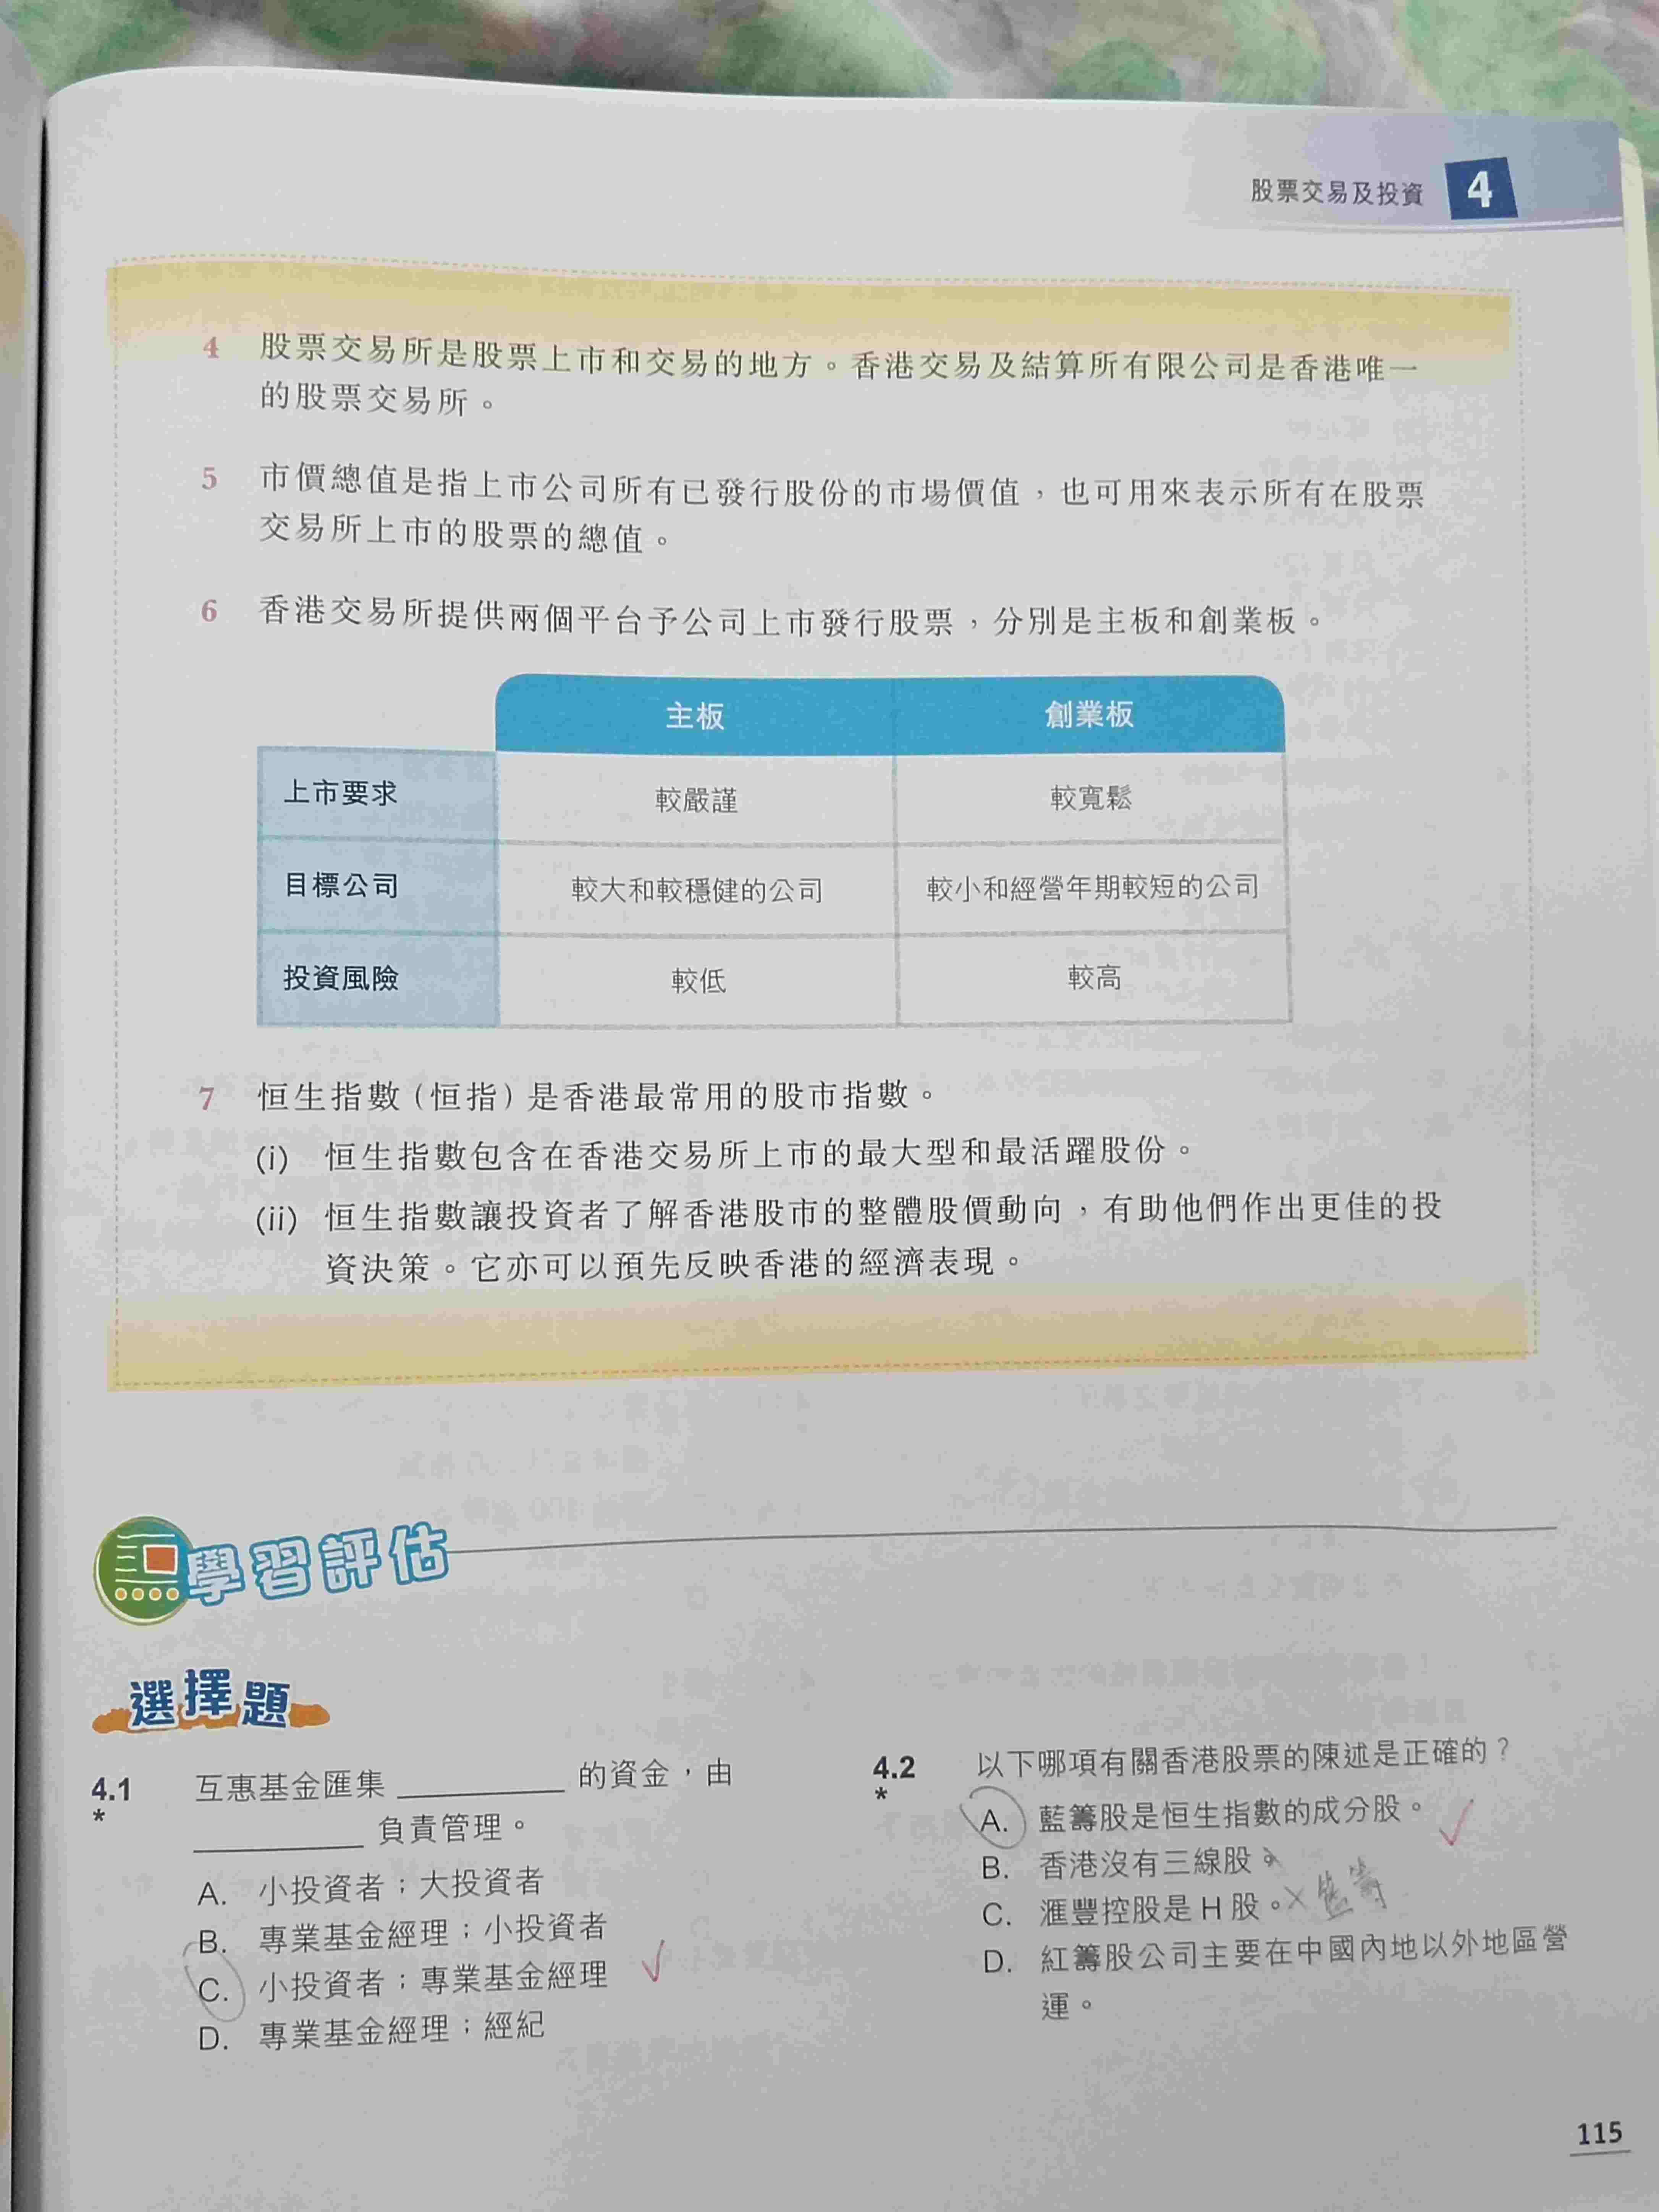 股票交易及投資 4
4 股票交易所是股票上市和交易的地方。香港交易及結算所有限公司是香港唯一
的股票交易所。
5 市價總值是指上市公司所有已發行股份的市場價值，也可用來表示所有在股票
交易所上市的股票的總值。
6 香港交易所提供兩個平台予公司上市發行股票，分別是主板和創業板。
主板 創業板
上市要求 較嚴謹 較寬鬆
目標公司 較大和較穩健的公司 較小和經營年期較短的公司
投資風險 較低 較高
7 恒生指數(恒指)是香港最常用的股市指數。
(i) 恒生指數包含在香港交易所上市的最大型和最活躍股份。
(ii) 恒生指數讓投資者了解香港股市的整體股價動向，有助他們作出更佳的投
資決策。它亦可以預先反映香港的經濟表現。
學習評估
選擇題
4.1 互惠基金匯集 __________ 的資金，由
* __________ 負責管理。
A. 小投資者；大投資者
B. 專業基金經理；小投資者
C. 小投資者；專業基金經理
D. 專業基金經理；經紀
4.2 以下哪項有關香港股票的陳述是正確的？
*
A. 藍籌股是恒生指數的成分股。
B. 香港沒有三線股。
C. 滙豐控股是 H 股。
D. 紅籌股公司主要在中國內地以外地區營
運。
115